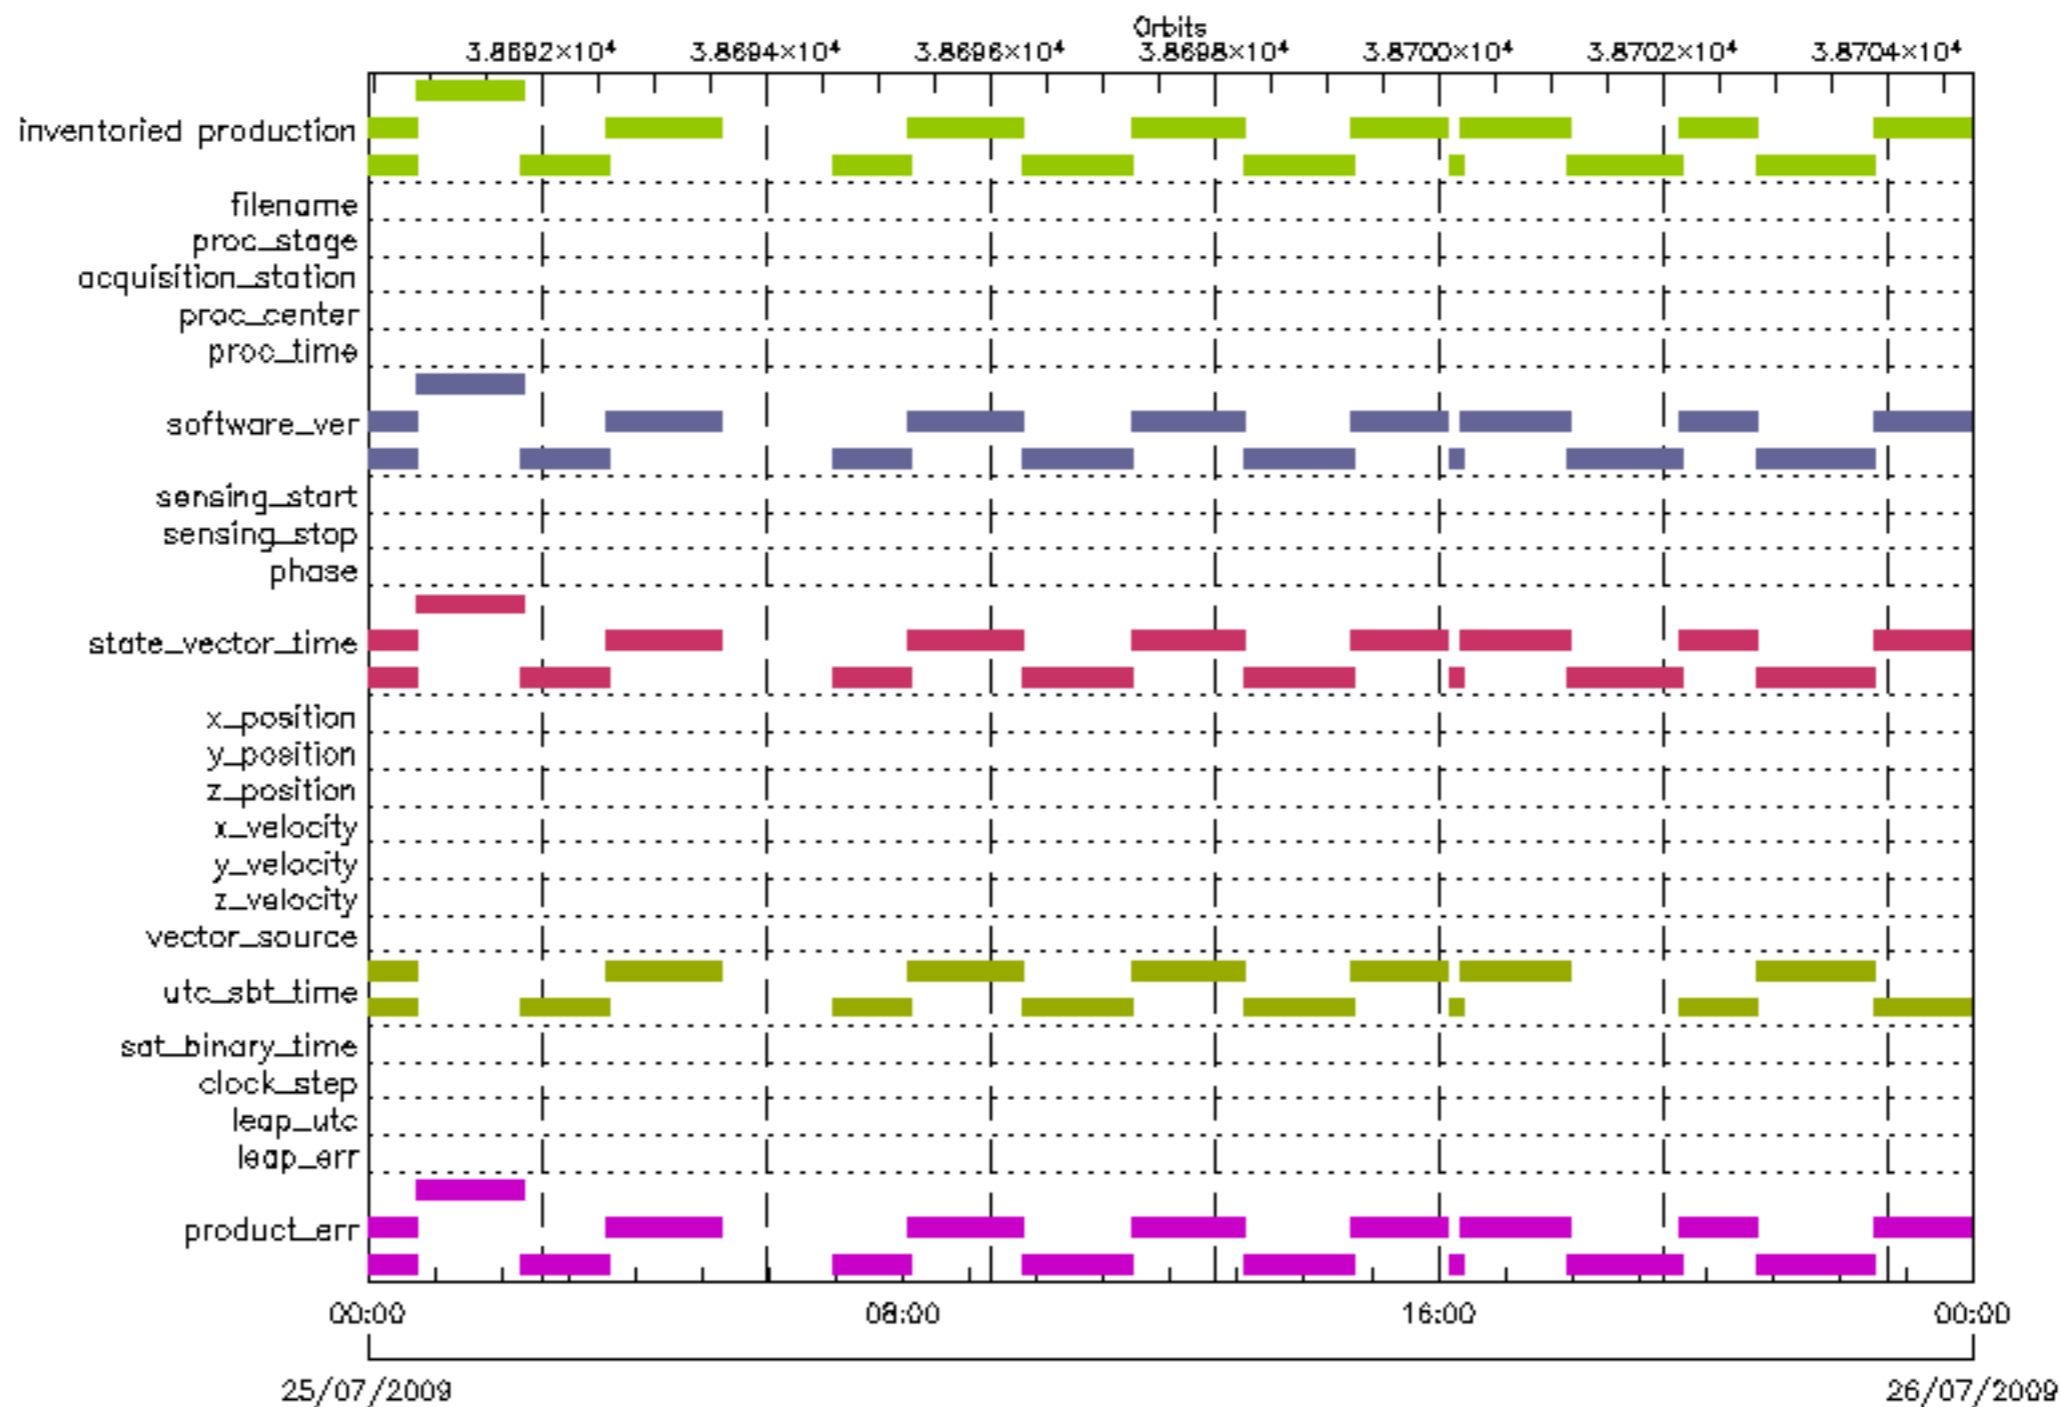 Orbits
3.8692×10⁴ 3.8694×10⁴ 3.8696×10⁴ 3.8698×10⁴ 3.8700×10⁴ 3.8702×10⁴ 3.8704×10⁴
inventoried production
filename
proc_stage
acquisition_station
proc_center
proc_time
software_ver
sensing_start
sensing_stop
phase
state_vector_time
x_position
y_position
z_position
x_velocity
y_velocity
z_velocity
vector_source
utc_sbt_time
sat_binary_time
clock_step
leap_utc
leap_err
product_err
00:00 08:00 16:00 00:00
25/07/2009 26/07/2009